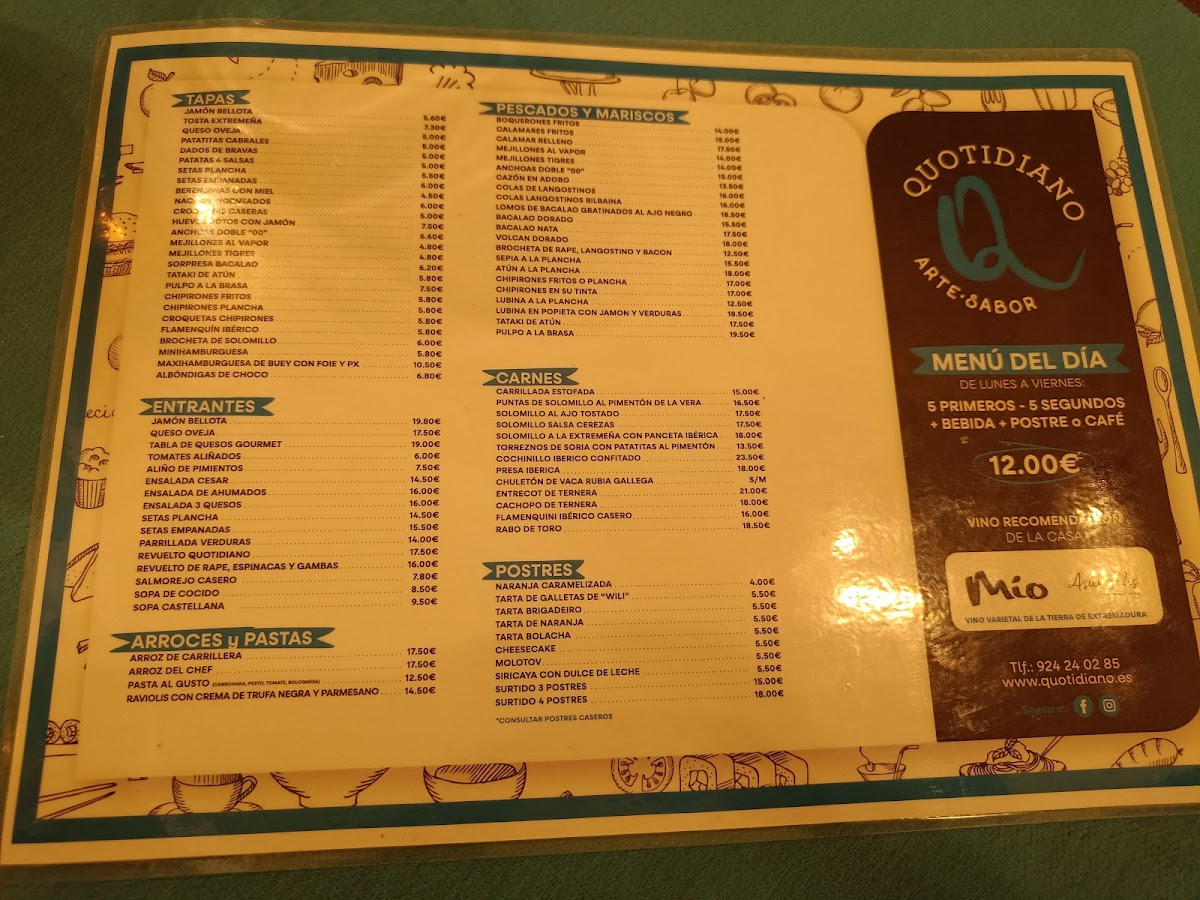 TAPAS
JAMÓN BELLOTA 5.60€
TOSTA EXTREMEÑA 7.30€
QUESO OVEJA 5.00€
PATATITAS CABRALES 5.00€
DADOS DE BRAVAS 5.00€
PATATAS 4 SALSAS 5.00€
SETAS PLANCHA 5.80€
SETAS EMPANADAS 6.00€
BERENJENAS CON MIEL 4.50€
NACHOS HORNEADOS 6.00€
CROQUETAS CASERAS 5.00€
HUEVOS ROTOS CON JAMÓN 7.50€
ANCHOAS DOBLE "00" 6.60€
MEJILLONES AL VAPOR 4.80€
MEJILLONES TIGRES 4.80€
SORPRESA BACALAO 6.20€
TATAKI DE ATÚN 5.80€
PULPO A LA BRASA 7.50€
CHIPIRONES FRITOS 5.80€
CHIPIRONES PLANCHA 5.80€
CROQUETAS CHIPIRONES 5.80€
FLAMENQUÍN IBÉRICO 5.80€
BROCHETA DE SOLOMILLO 6.00€
MINIHAMBURGUESA 5.80€
MAXIHAMBURGUESA DE BUEY CON FOIE Y PX 10.50€
ALBÓNDIGAS DE CHOCO 6.80€
ENTRANTES
JAMÓN BELLOTA 19.80€
QUESO OVEJA 17.50€
TABLA DE QUESOS GOURMET 19.00€
TOMATES ALIÑADOS 6.00€
ALIÑO DE PIMIENTOS 7.50€
ENSALADA CESAR 14.50€
ENSALADA DE AHUMADOS 16.00€
ENSALADA 3 QUESOS 16.00€
SETAS PLANCHA 14.50€
SETAS EMPANADAS 15.50€
PARRILLADA VERDURAS 14.00€
REVUELTO QUOTIDIANO 17.50€
REVUELTO DE RAPE, ESPINACAS Y GAMBAS 16.00€
SALMOREJO CASERO 7.80€
SOPA DE COCIDO 8.50€
SOPA CASTELLANA 9.50€
ARROCES y PASTAS
ARROZ DE CARRILLERA 17.50€
ARROZ DEL CHEF 17.50€
PASTA AL GUSTO (CARBONARA, PESTO, TOMATE, BOLOGNESA) 12.50€
RAVIOLIS CON CREMA DE TRUFA NEGRA Y PARMESANO 14.50€
PESCADOS Y MARISCOS
BOQUERONES FRITOS 14.00€
CALAMARES FRITOS 15.00€
CALAMAR RELLENO 17.50€
MEJILLONES AL VAPOR 14.00€
MEJILLONES TIGRES 14.00€
ANCHOAS DOBLE "00" 15.00€
CAZÓN EN ADOBO 13.50€
COLAS DE LANGOSTINOS 16.00€
COLAS LANGOSTINOS BILBAINA 16.00€
LOMOS DE BACALAO GRATINADOS AL AJO NEGRO 18.50€
BACALAO DORADO 15.50€
BACALAO NATA 17.50€
VOLCAN DORADO 18.00€
BROCHETA DE RAPE, LANGOSTINO Y BACON 12.50€
SEPIA A LA PLANCHA 15.50€
ATÚN A LA PLANCHA 18.00€
CHIPIRONES FRITOS O PLANCHA 17.00€
CHIPIRONES EN SU TINTA 17.00€
LUBINA A LA PLANCHA 12.50€
LUBINA EN POPIETA CON JAMON Y VERDURAS 18.50€
TATAKI DE ATÚN 17.50€
PULPO A LA BRASA 19.50€
CARNES
CARRILLADA ESTOFADA 15.00€
PUNTAS DE SOLOMILLO AL PIMENTÓN DE LA VERA 16.50€
SOLOMILLO AL AJO TOSTADO 17.50€
SOLOMILLO SALSA CEREZAS 17.50€
SOLOMILLO A LA EXTREMEÑA CON PANCETA IBÉRICA 18.00€
TORREZNOS DE SORIA CON PATATITAS AL PIMENTÓN 13.50€
COCHINILLO IBERICO CONFITADO 23.50€
PRESA IBERICA 18.00€
CHULETÓN DE VACA RUBIA GALLEGA S/M
ENTRECOT DE TERNERA 21.00€
CACHOPO DE TERNERA 18.00€
FLAMENQUINI IBÉRICO CASERO 16.00€
RABO DE TORO 18.50€
POSTRES
NARANJA CARAMELIZADA 4.00€
TARTA DE GALLETAS DE "WILI" 5.50€
TARTA BRIGADEIRO 5.50€
TARTA DE NARANJA 5.50€
TARTA BOLACHA 5.50€
CHEESECAKE 5.50€
MOLOTOV 5.50€
SIRICAYA CON DULCE DE LECHE 5.50€
SURTIDO 3 POSTRES 15.00€
SURTIDO 4 POSTRES 18.00€
*CONSULTAR POSTRES CASEROS
QUOTIDIANO
ARTE·SABOR
MENÚ DEL DÍA
DE LUNES A VIERNES:
5 PRIMEROS - 5 SEGUNDOS
+ BEBIDA + POSTRE o CAFÉ
12.00€
VINO RECOMENDACIÓN
DE LA CASA
Mío
VINO VARIETAL DE LA TIERRA DE EXTREMADURA
Tlf.: 924 24 02 85
www.quotidiano.es
Síguenos en: